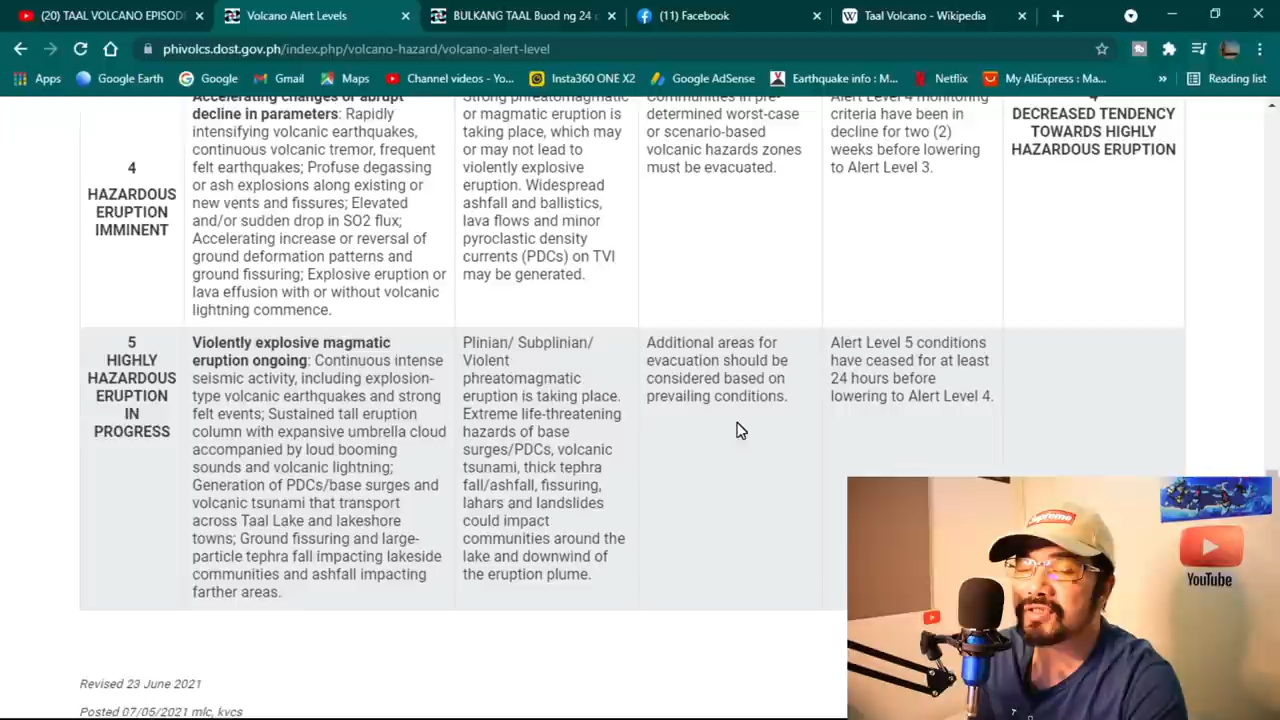 (20) TAAL VOLCANO EPISOD
Volcano Alert Levels
BULKANG TAAL Buod ng 24
(11) Facebook
Taal Volcano - Wikipedia
phivolcs.dost.gov.ph/index.php/volcano-hazard/volcano-alert-level
Apps
Google Earth
Google
Gmail
Maps
Channel videos - Yo...
Insta360 ONE X2
Google AdSense
Earthquake info : M...
Netflix
My AliExpress : Ma...
Reading list
4
HAZARDOUS
ERUPTION
IMMINENT
Accelerating changes or abrupt
decline in parameters: Rapidly
intensifying volcanic earthquakes,
continuous volcanic tremor, frequent
felt earthquakes; Profuse degassing
or ash explosions along existing or
new vents and fissures; Elevated
and/or sudden drop in SO2 flux;
Accelerating increase or reversal of
ground deformation patterns and
ground fissuring; Explosive eruption or
lava effusion with or without volcanic
lightning commence.
Strong phreatomagmatic
or magmatic eruption is
taking place, which may
or may not lead to
violently explosive
eruption. Widespread
ashfall and ballistics,
lava flows and minor
pyroclastic density
currents (PDCs) on TVI
may be generated.
Communities in pre-
determined worst-case
or scenario-based
volcanic hazards zones
must be evacuated.
Alert Level 4 monitoring
criteria have been in
decline for two (2)
weeks before lowering
to Alert Level 3.
4
DECREASED TENDENCY
TOWARDS HIGHLY
HAZARDOUS ERUPTION
5
HIGHLY
HAZARDOUS
ERUPTION
IN
PROGRESS
Violently explosive magmatic
eruption ongoing: Continuous intense
seismic activity, including explosion-
type volcanic earthquakes and strong
felt events; Sustained tall eruption
column with expansive umbrella cloud
accompanied by loud booming
sounds and volcanic lightning;
Generation of PDCs/base surges and
volcanic tsunami that transport
across Taal Lake and lakeshore
towns; Ground fissuring and large-
particle tephra fall impacting lakeside
communities and ashfall impacting
farther areas.
Plinian/ Subplinian/
Violent
phreatomagmatic
eruption is taking place.
Extreme life-threatening
hazards of base
surges/PDCs, volcanic
tsunami, thick tephra
fall/ashfall, fissuring,
lahars and landslides
could impact
communities around the
lake and downwind of
the eruption plume.
Additional areas for
evacuation should be
considered based on
prevailing conditions.
Alert Level 5 conditions
have ceased for at least
24 hours before
lowering to Alert Level 4.
Revised 23 June 2021
Posted 07/05/2021 mlc, kvcs
Supreme
YouTube